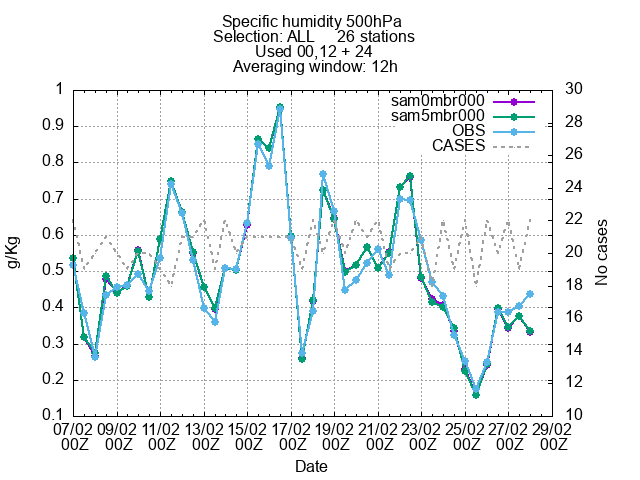 Specific humidity 500hPa
Selection: ALL 26 stations
Used 00,12 + 24
Averaging window: 12h
g/Kg
1
0.9
0.8
0.7
0.6
0.5
0.4
0.3
0.2
0.1
sam0mbr000
sam5mbr000
OBS
CASES
30
28
26
24
22
20
18
16
14
12
10
No cases
07/02 09/02 11/02 13/02 15/02 17/02 19/02 21/02 23/02 25/02 27/02 29/02
00Z 00Z 00Z 00Z 00Z 00Z 00Z 00Z 00Z 00Z 00Z 00Z
Date